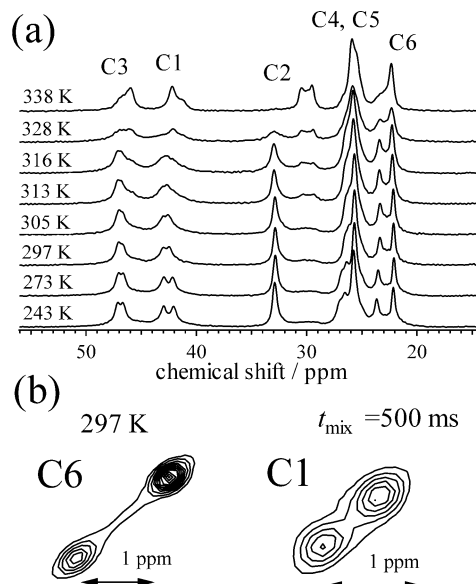 (a)
C4, C5
C3 C1 C2 C6
338 K
328 K
316 K
313 K
305 K
297 K
273 K
243 K
50 40 30 20
chemical shift / ppm
(b)
297 K tmix =500 ms
C6 C1
1 ppm 1 ppm